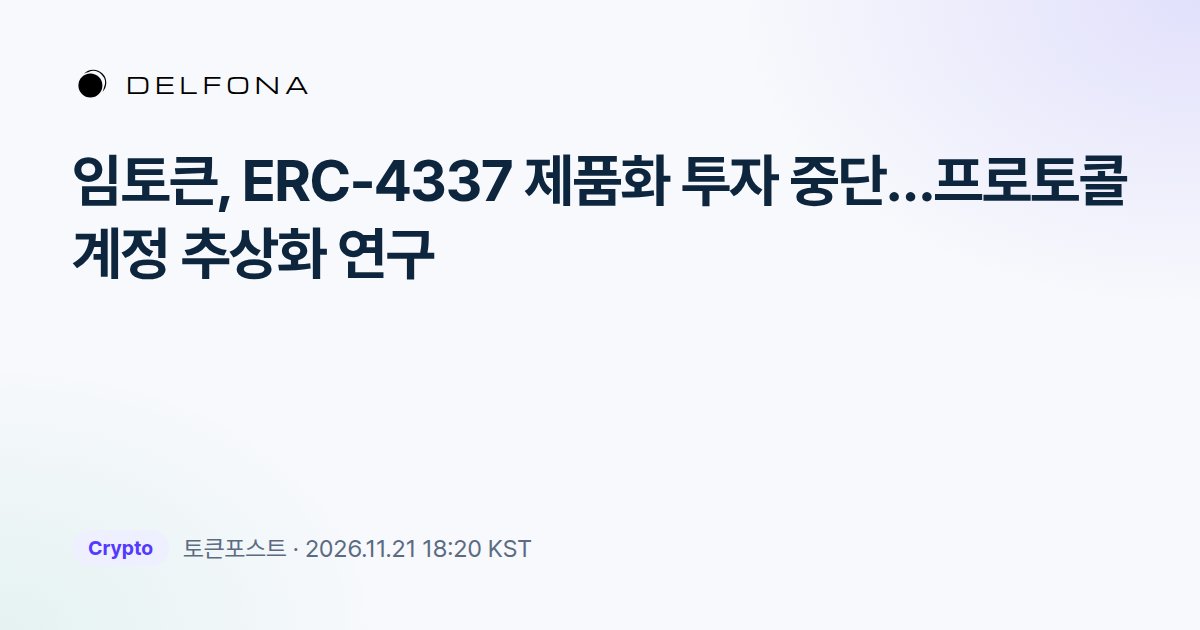 DELFONA
임토큰, ERC-4337 제품화 투자 중단…프로토콜
계정 추상화 연구
Crypto 토큰포스트 · 2026.11.21 18:20 KST